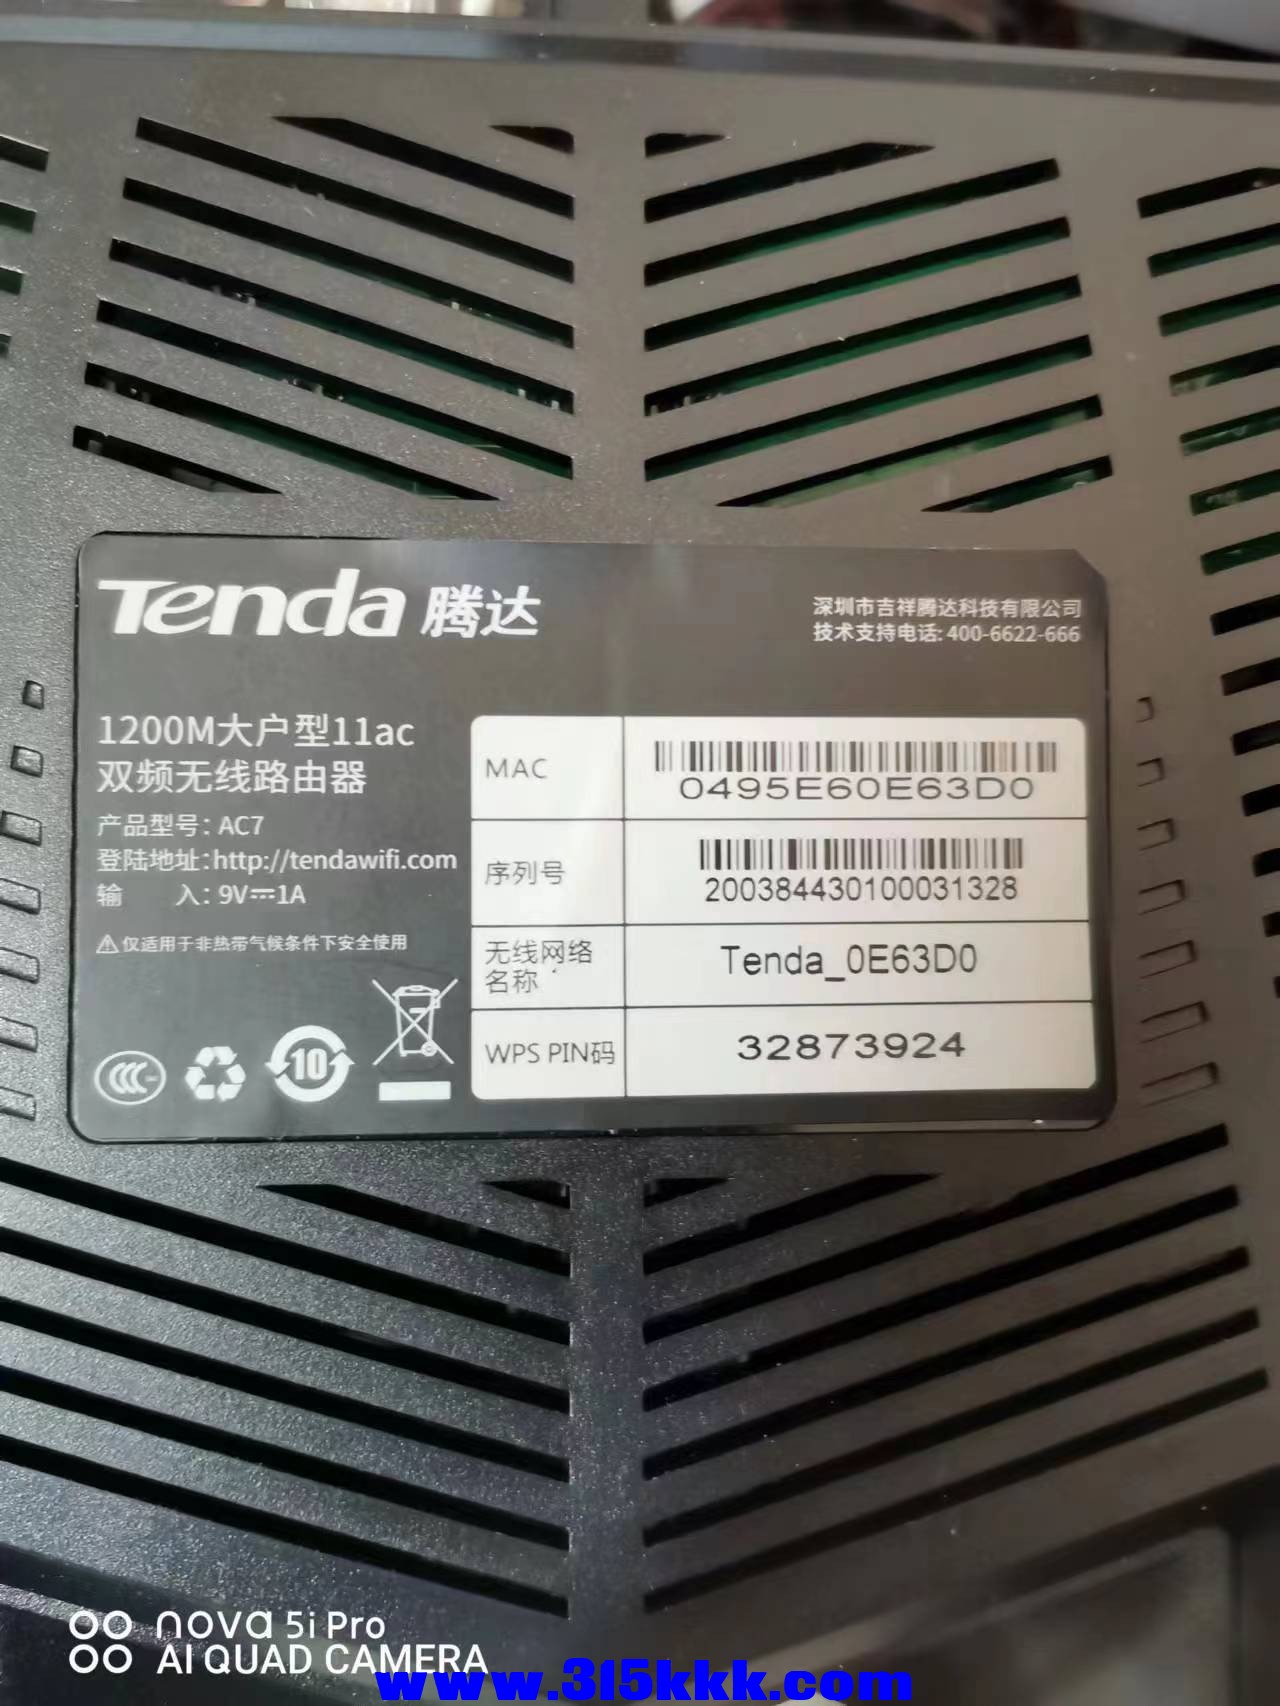 Tenda 腾达
深圳市吉祥腾达科技有限公司
技术支持电话: 400-6622-666
1200M大户型11ac
双频无线路由器
产品型号: AC7
登陆地址:http://tendawifi.com
输 入: 9V⎓1A
⚠仅适用于非热带气候条件下安全使用
CCC
10
MAC
0495E60E63D0
序列号
200384430100031328
无线网络
名称
Tenda_0E63D0
WPS PIN码
32873924
nova 5i Pro
AI QUAD CAMERA
www.315kkk.com